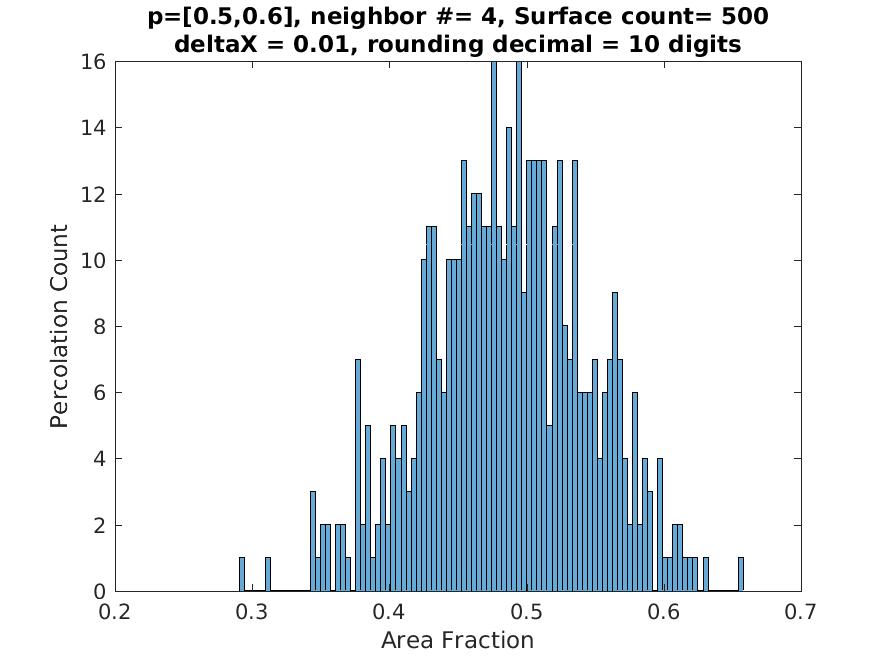 p=[0.5,0.6], neighbor #= 4, Surface count= 500
deltaX = 0.01, rounding decimal = 10 digits
16
14
12
10
8
6
4
2
0
Percolation Count
0.2 0.3 0.4 0.5 0.6 0.7
Area Fraction